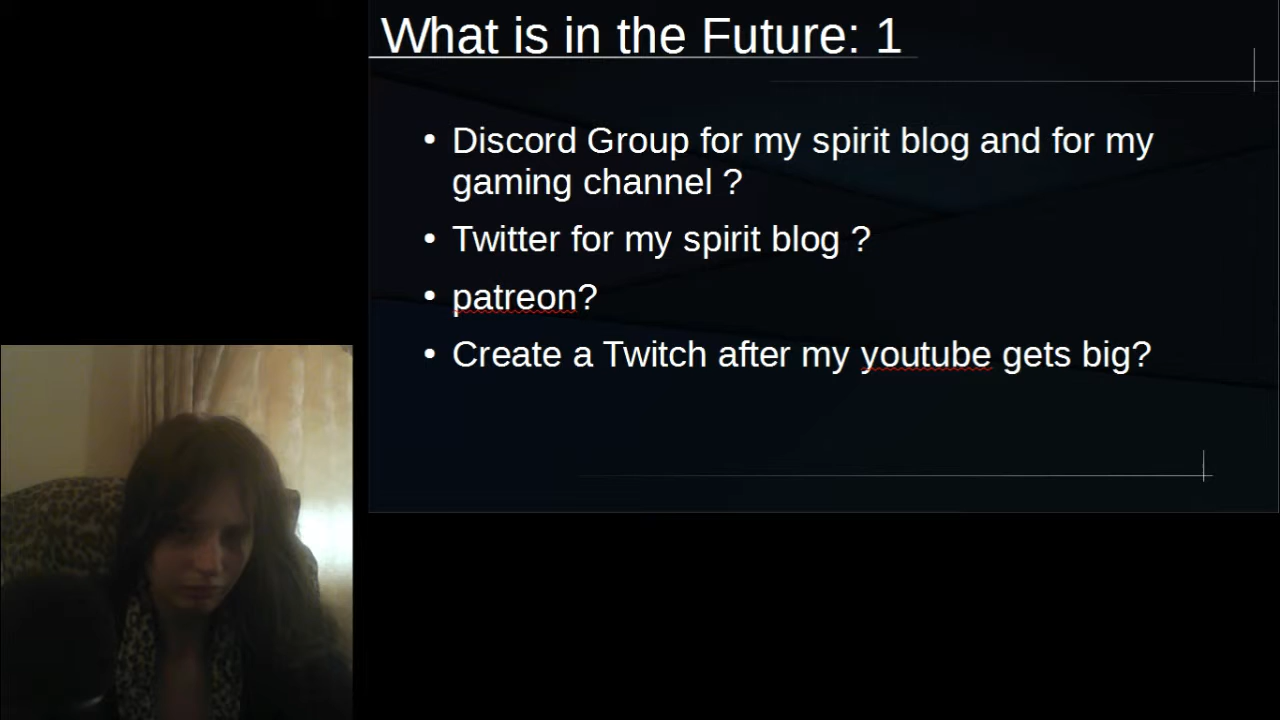 What is in the Future: 1
• Discord Group for my spirit blog and for my
gaming channel ?
• Twitter for my spirit blog ?
• patreon?
• Create a Twitch after my youtube gets big?